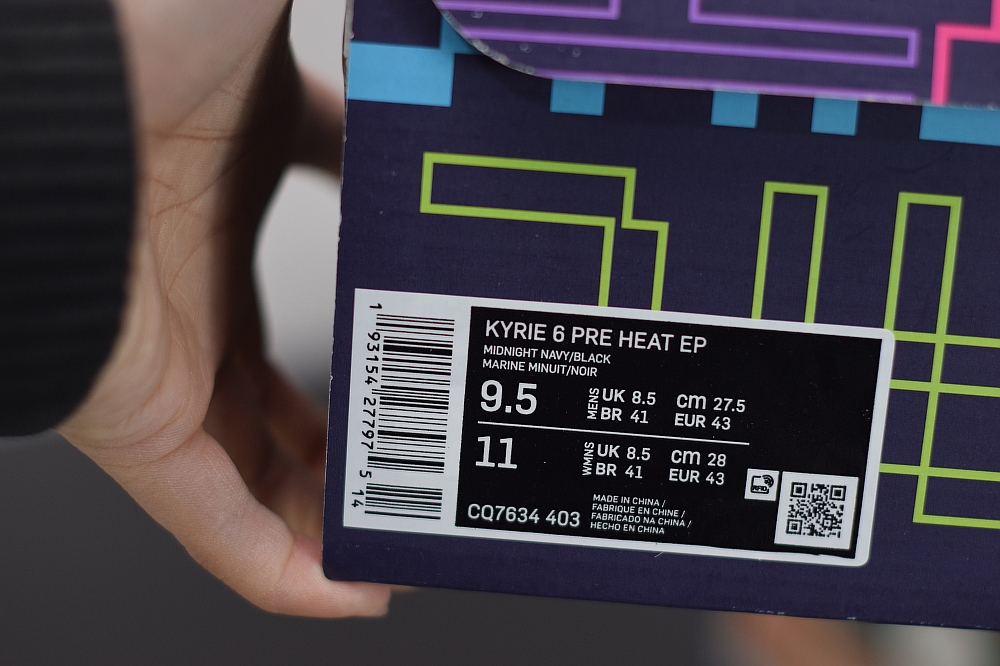 KYRIE 6 PRE HEAT EP
MIDNIGHT NAVY/BLACK
MARINE MINUIT/NOIR
9.5 MENS UK 8.5 cm 27.5
BR 41 EUR 43
11 WMNS UK 8.5 cm 28
BR 41 EUR 43
CQ7634 403
MADE IN CHINA /
FABRIQUE EN CHINE /
FABRICADO NA CHINA /
HECHO EN CHINA
1 93154 27797 5 14